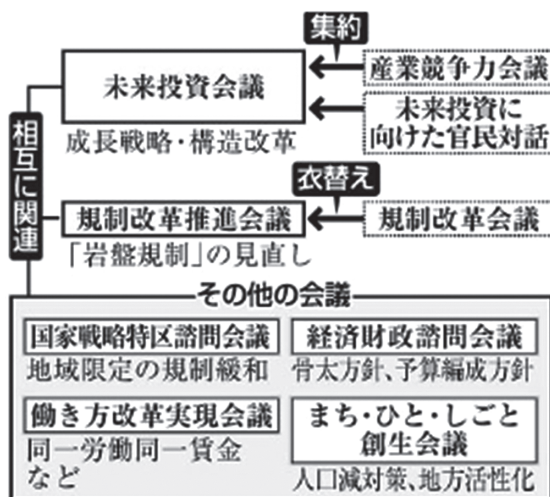 集約
未来投資会議
産業競争力会議
未来投資に
向けた官民対話
成長戦略・構造改革
相互に関連
衣替え
規制改革推進会議
規制改革会議
「岩盤規制」の見直し
その他の会議
国家戦略特区諮問会議
地域限定の規制緩和
経済財政諮問会議
骨太方針、予算編成方針
働き方改革実現会議
同一労働同一賃金
など
まち・ひと・しごと
創生会議
人口減対策、地方活性化